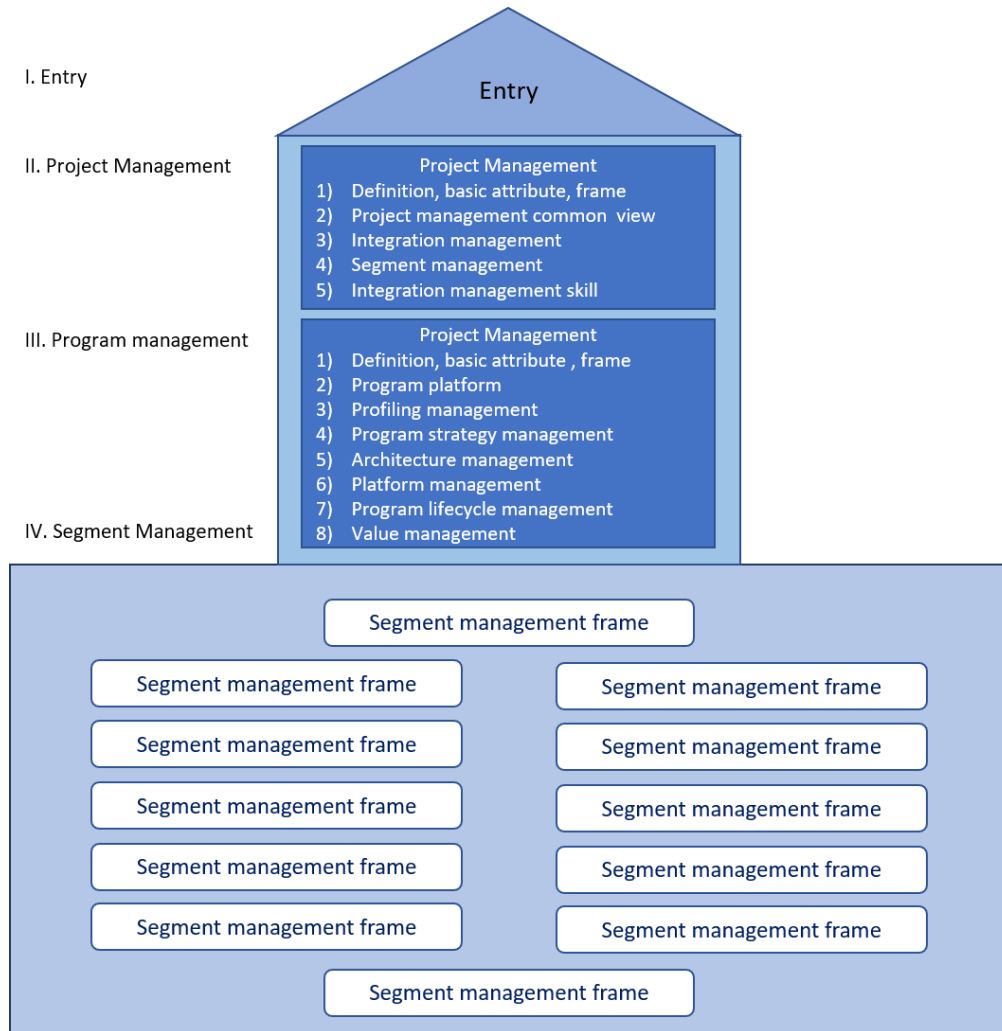 I. Entry
Entry
II. Project Management
Project Management
1) Definition, basic attribute, frame
2) Project management common view
3) Integration management
4) Segment management
5) Integration management skill
III. Program management
Project Management
1) Definition, basic attribute , frame
2) Program platform
3) Profiling management
4) Program strategy management
5) Architecture management
6) Platform management
7) Program lifecycle management
IV. Segment Management
8) Value management
Segment management frame
Segment management frame
Segment management frame
Segment management frame
Segment management frame
Segment management frame
Segment management frame
Segment management frame
Segment management frame
Segment management frame
Segment management frame
Segment management frame